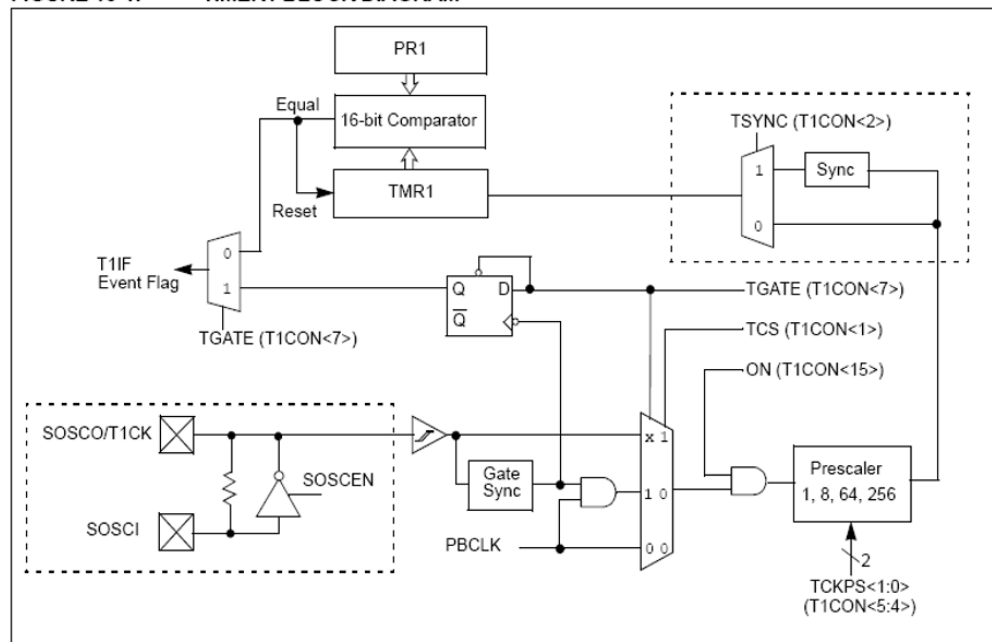 PR1
Equal
16-bit Comparator
TSYNC (T1CON<2>)
1
Sync
TMR1
Reset
0
0
T1IF
Event Flag
1
Q D
Q
TGATE (T1CON<7>)
TCS (T1CON<1>)
TGATE (T1CON<7>)
ON (T1CON<15>)
SOSCO/T1CK
x 1
SOSCEN
Gate
Sync
1 0
Prescaler
1, 8, 64, 256
SOSCI
PBCLK
0 0
2
TCKPS<1:0>
(T1CON<5:4>)